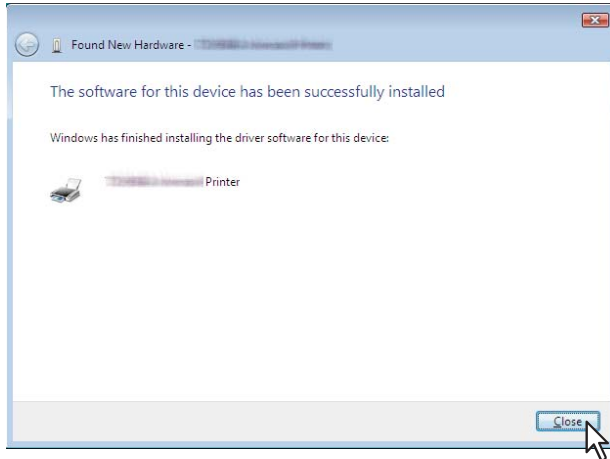 Found New Hardware -
The software for this device has been successfully installed
Windows has finished installing the driver software for this device:
Printer
Close